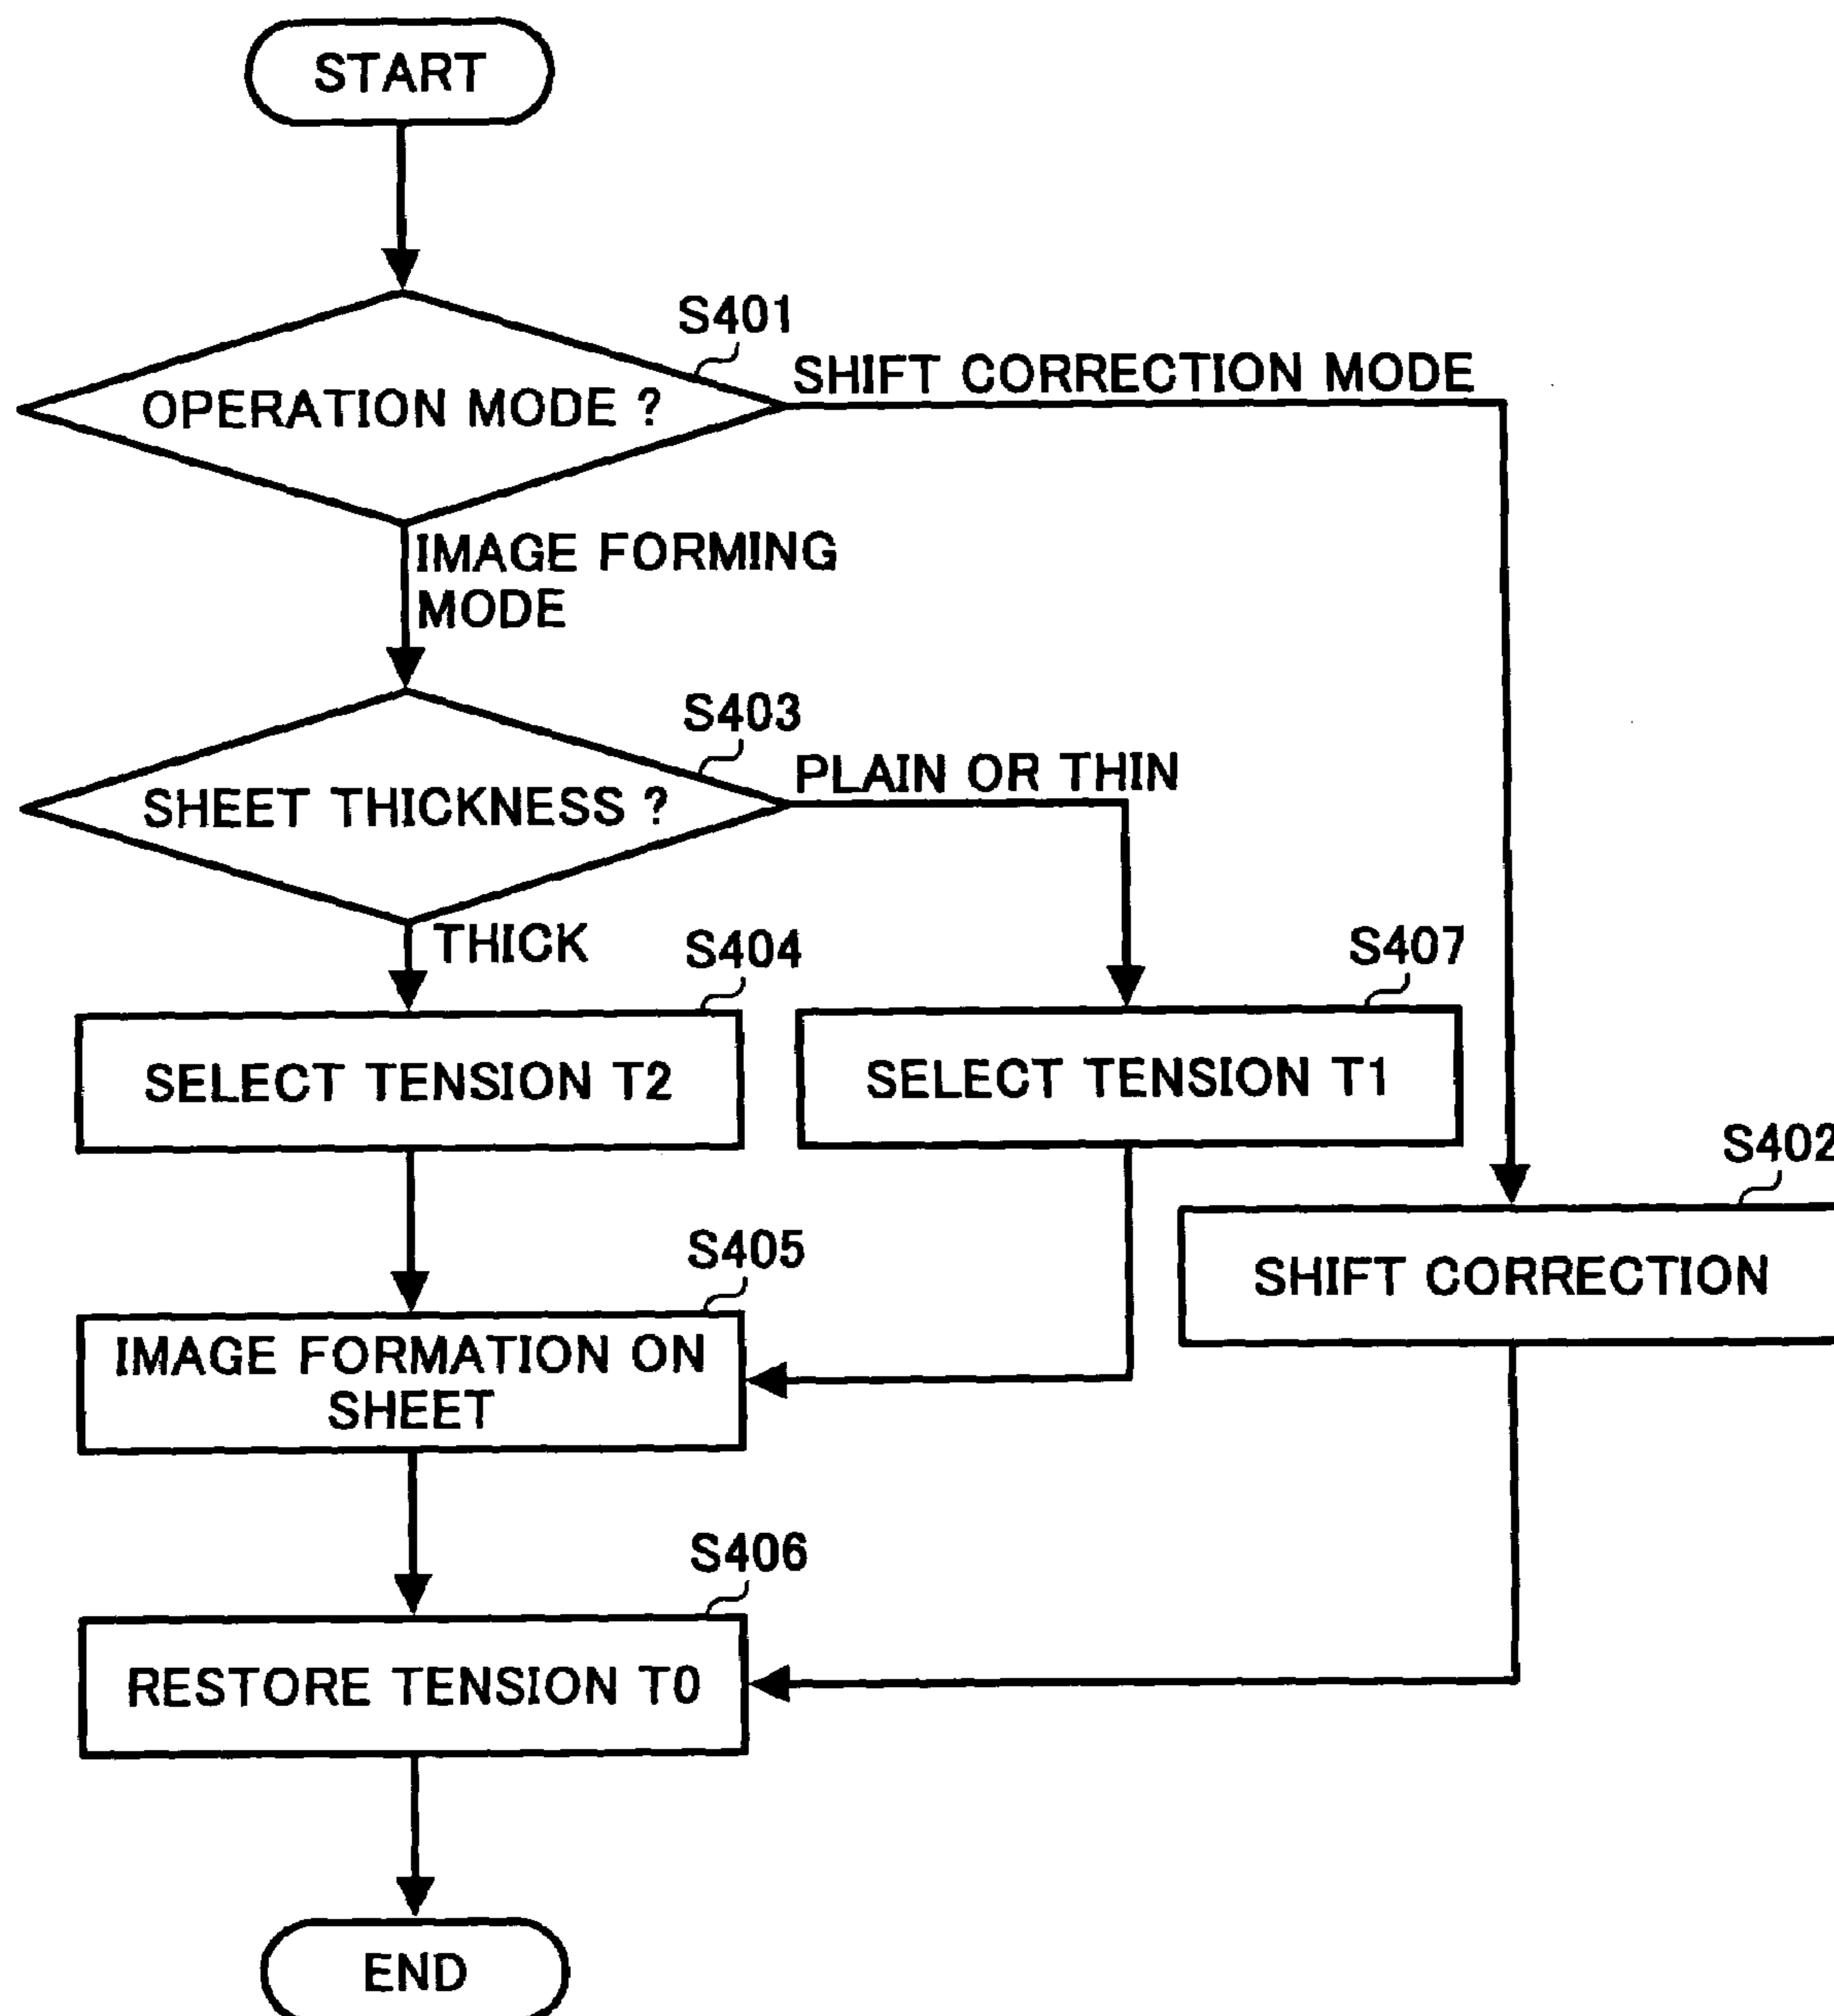 START
S401
OPERATION MODE ?
SHIFT CORRECTION MODE
IMAGE FORMING
MODE
S403
SHEET THICKNESS ?
PLAIN OR THIN
THICK
S404
S407
SELECT TENSION T2
SELECT TENSION T1
S402
SHIFT CORRECTION
S405
IMAGE FORMATION ON
SHEET
S406
RESTORE TENSION T0
END